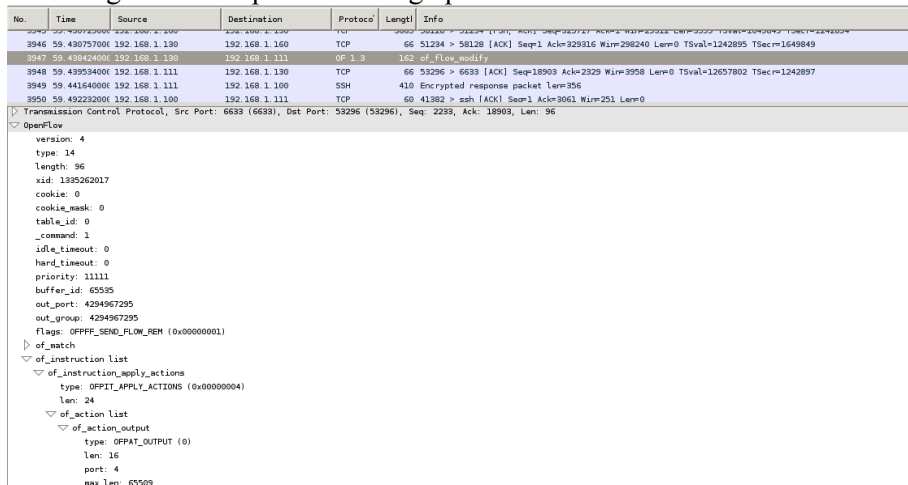 No. Time Source Destination Protoco Lengtl Info
3946 59.430757000 192.168.1.130 192.168.1.160 TCP 66 51234 > 58128 [ACK] Seq=1 Ack=329316 Win=298240 Len=0 TSval=1242895 TSecr=1649849
3947 59.438424000 192.168.1.130 192.168.1.111 OF 1.3 162 of_flow_modify
3948 59.439534000 192.168.1.111 192.168.1.130 TCP 66 53296 > 6633 [ACK] Seq=18903 Ack=2329 Win=3958 Len=0 TSval=12657802 TSecr=1242897
3949 59.441640000 192.168.1.111 192.168.1.100 SSH 410 Encrypted response packet len=356
3950 59.492232000 192.168.1.100 192.168.1.111 TCP 60 41382 > ssh [ACK] Seq=1 Ack=3061 Win=251 Len=0
Transmission Control Protocol, Src Port: 6633 (6633), Dst Port: 53296 (53296), Seq: 2233, Ack: 18903, Len: 96
OpenFlow
version: 4
type: 14
length: 96
xid: 1335262017
cookie: 0
cookie_mask: 0
table_id: 0
_command: 1
idle_timeout: 0
hard_timeout: 0
priority: 11111
buffer_id: 65535
out_port: 4294967295
out_group: 4294967295
flags: OFPFF_SEND_FLOW_REM (0x00000001)
of_match
of_instruction list
of_instruction_apply_actions
type: OFPIT_APPLY_ACTIONS (0x00000004)
len: 24
of_action list
of_action_output
type: OFPAT_OUTPUT (0)
len: 16
port: 4
max_len: 65509